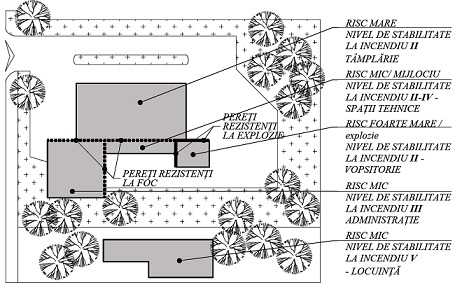 RISC MARE
NIVEL DE STABILITATE
LA INCENDIU II
TÂMPLĂRIE
RISC MIC/ MIJLOCIU
NIVEL DE STABILITATE
LA INCENDIU II-IV -
SPAȚII TEHNICE
PEREȚI
REZISTENȚI
LA EXPLOZIE
RISC FOARTE MARE /
explozie
NIVEL DE STABILITATE
LA INCENDIU II -
VOPSITORIE
PEREȚI REZISTENȚI
LA FOC
RISC MIC
NIVEL DE STABILITATE
LA INCENDIU III
ADMINISTRAȚIE
RISC MIC
NIVEL DE STABILITATE
LA INCENDIU V
- LOCUINȚĂ